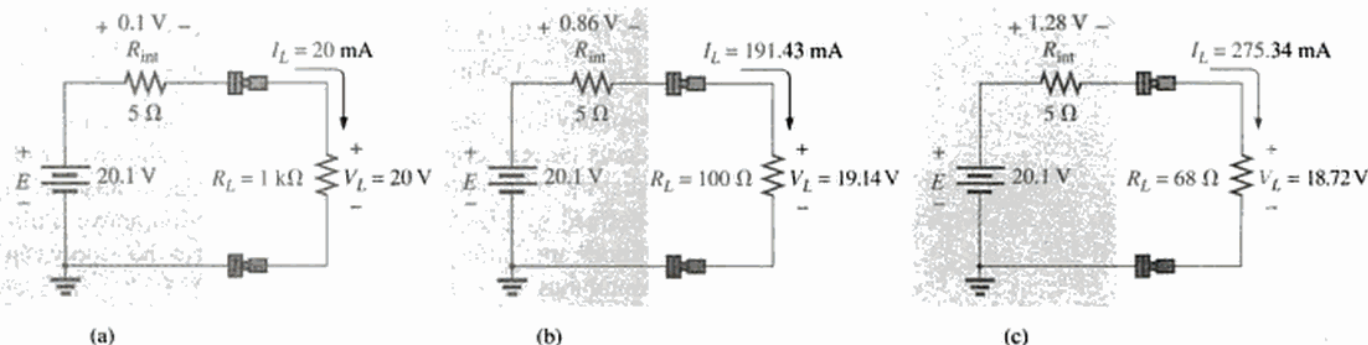 + 0.1 V –
R_int
5 Ω
I_L = 20 mA
+
E
–
20.1 V
R_L = 1 kΩ
+
V_L = 20 V
–
(a)
+ 0.86 V –
R_int
5 Ω
I_L = 191.43 mA
+
E
–
20.1 V
R_L = 100 Ω
+
V_L = 19.14 V
–
(b)
+ 1.28 V –
R_int
5 Ω
I_L = 275.34 mA
+
E
–
20.1 V
R_L = 68 Ω
+
V_L = 18.72 V
–
(c)